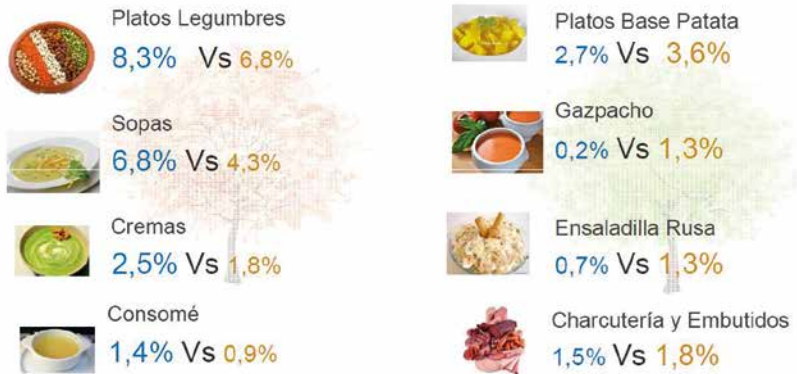 Platos Legumbres
8,3% Vs 6,8%
Sopas
6,8% Vs 4,3%
Cremas
2,5% Vs 1,8%
Consomé
1,4% Vs 0,9%
Platos Base Patata
2,7% Vs 3,6%
Gazpacho
0,2% Vs 1,3%
Ensaladilla Rusa
0,7% Vs 1,3%
Charcutería y Embutidos
1,5% Vs 1,8%